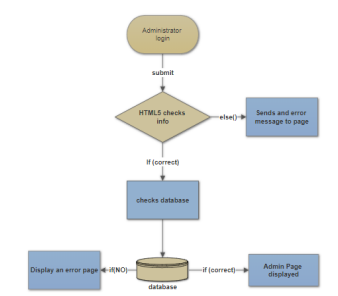 Administrator
login
submit
HTML5 checks
info
else()
Sends and error
message to page
If (correct)
checks database
Display an error page
if(NO)
if (correct)
Admin Page
displayed
database